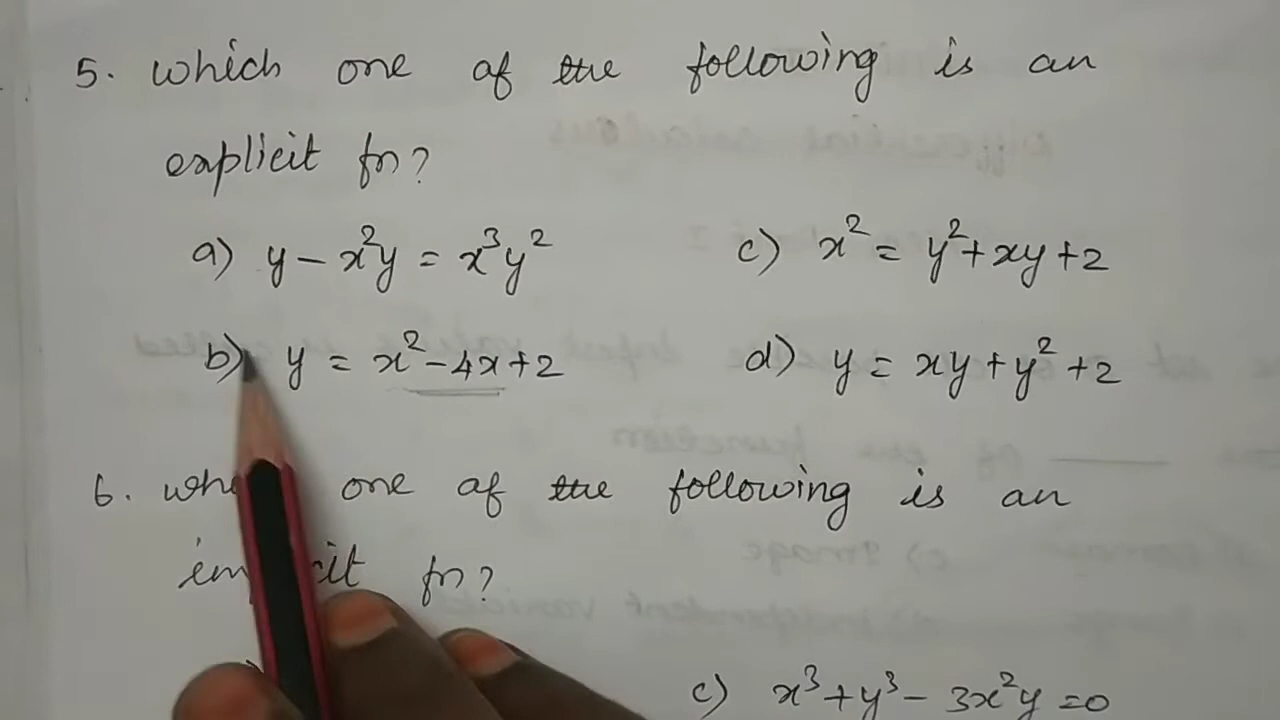 5. which one of the following is an
explicit fn?
a) y - x²y = x³y² c) x² = y² + xy + 2
b) y = x² - 4x + 2 d) y = xy + y² + 2
6. one of the following is an
fn?
c) x³ + y³ - 3x²y = 0